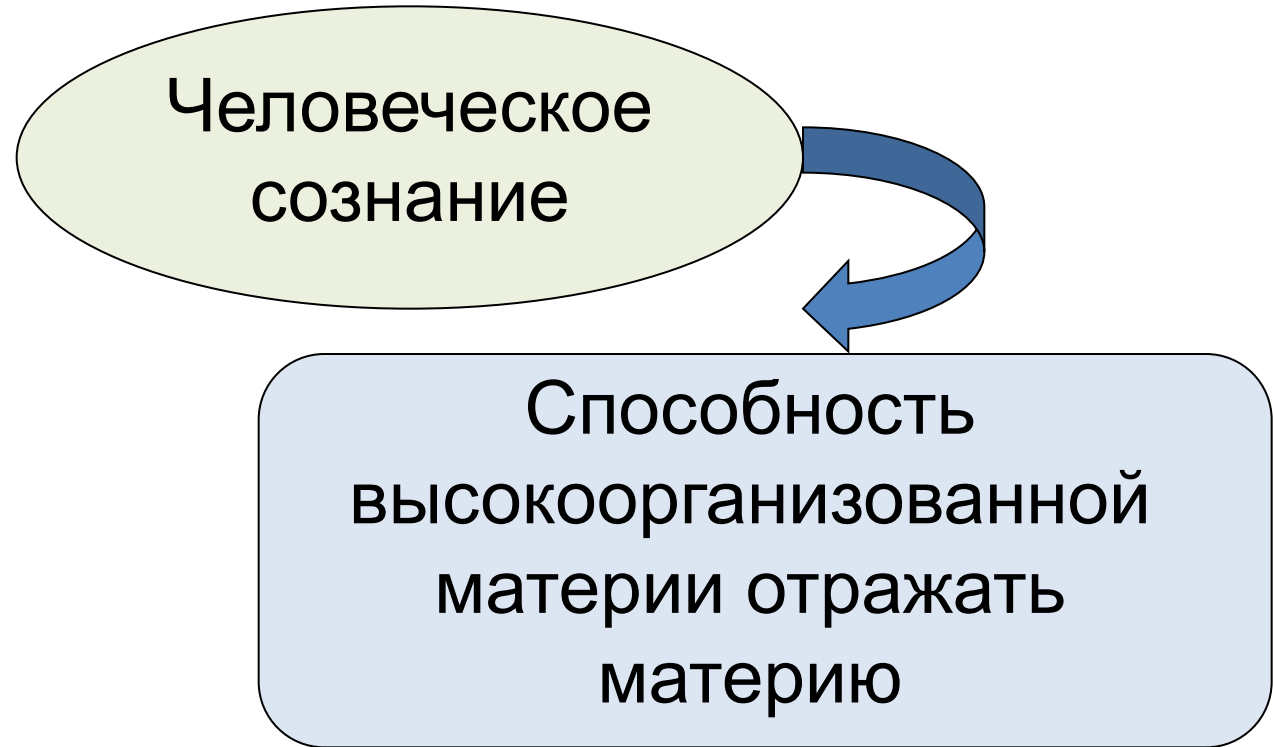 Человеческое
сознание
Способность
высокоорганизованной
материи отражать
материю